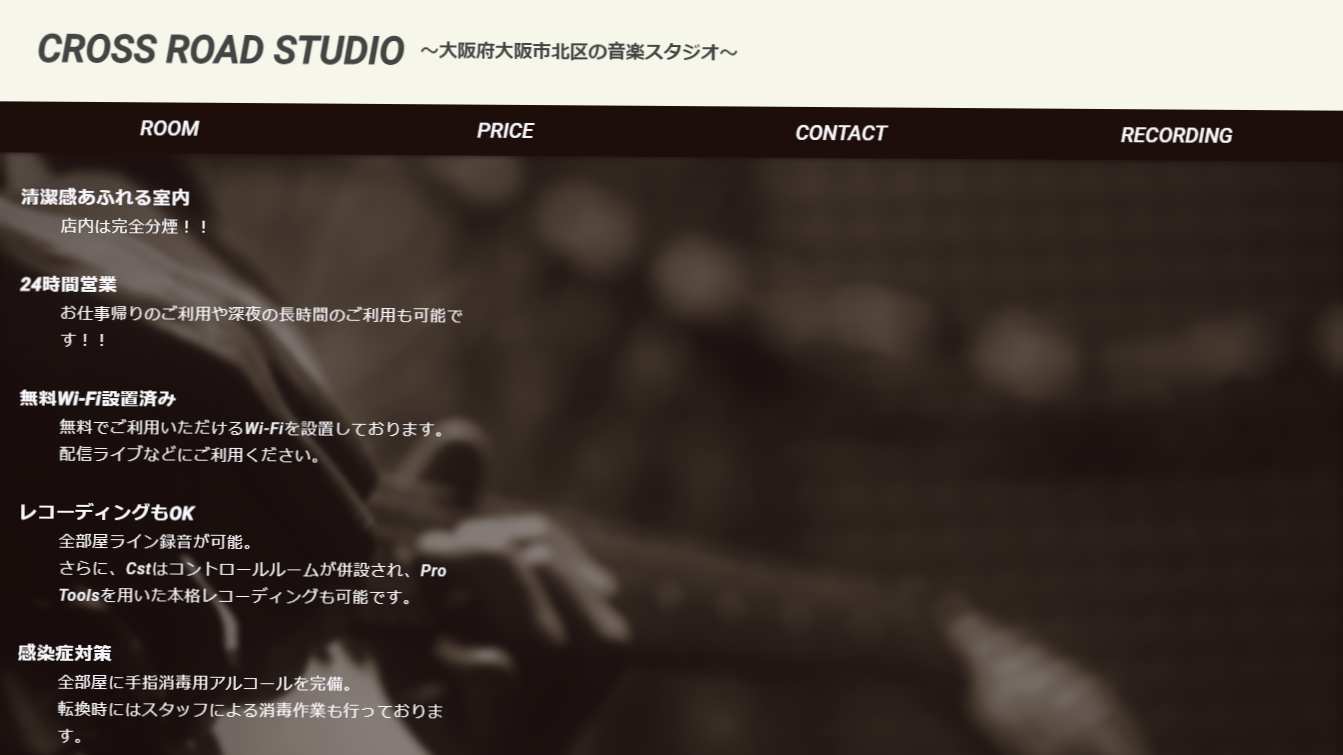 CROSS ROAD STUDIO ～大阪府大阪市北区の音楽スタジオ～
ROOM PRICE CONTACT RECORDING
清潔感あふれる室内
店内は完全分煙！！
24時間営業
お仕事帰りのご利用や深夜の長時間のご利用も可能で
す！！
無料Wi-Fi設置済み
無料でご利用いただけるWi-Fiを設置しております。
配信ライブなどにご利用ください。
レコーディングもOK
全部屋ライン録音が可能。
さらに、Cstはコントロールルームが併設され、Pro
Toolsを用いた本格レコーディングも可能です。
感染症対策
全部屋に手指消毒用アルコールを完備。
転換時にはスタッフによる消毒作業も行っておりま
す。